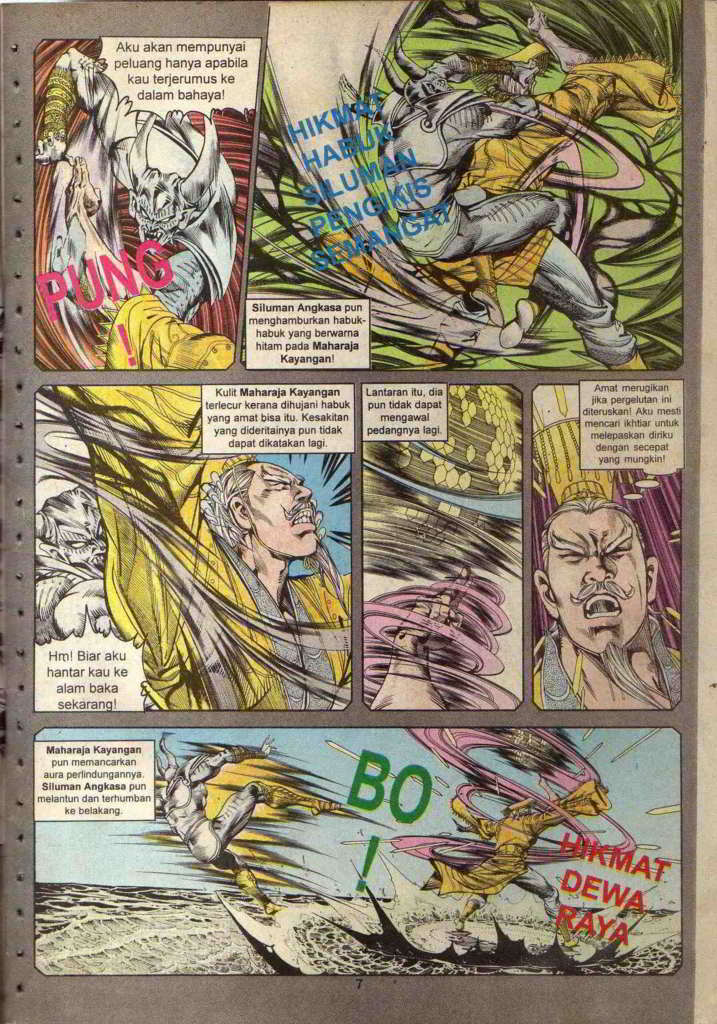 Aku akan mempunyai
peluang hanya apabila
kau terjerumus ke
dalam bahaya!
PUNG
!
HIKMAT
HABUK
SILUMAN
PENGIKIS
SEMANGAT
Siluman Angkasa pun
menghamburkan habuk-
habuk yang berwarna
hitam pada Maharaja
Kayangan!
Kulit Maharaja Kayangan
terlecur kerana dihujani habuk
yang amat bisa itu. Kesakitan
yang dideritainya pun tidak
dapat dikatakan lagi.
Hm! Biar aku
hantar kau ke
alam baka
sekarang!
Lantaran itu, dia
pun tidak dapat
mengawal
pedangnya lagi.
Amat merugikan
jika pergelutan ini
diteruskan! Aku mesti
mencari ikhtiar untuk
melepaskan diriku
dengan secepat
yang mungkin!
Maharaja Kayangan
pun memancarkan
aura perlindungannya.
Siluman Angkasa pun
melantun dan terhumban
ke belakang.
BO
!
HIKMAT
DEWA
RAYA
7